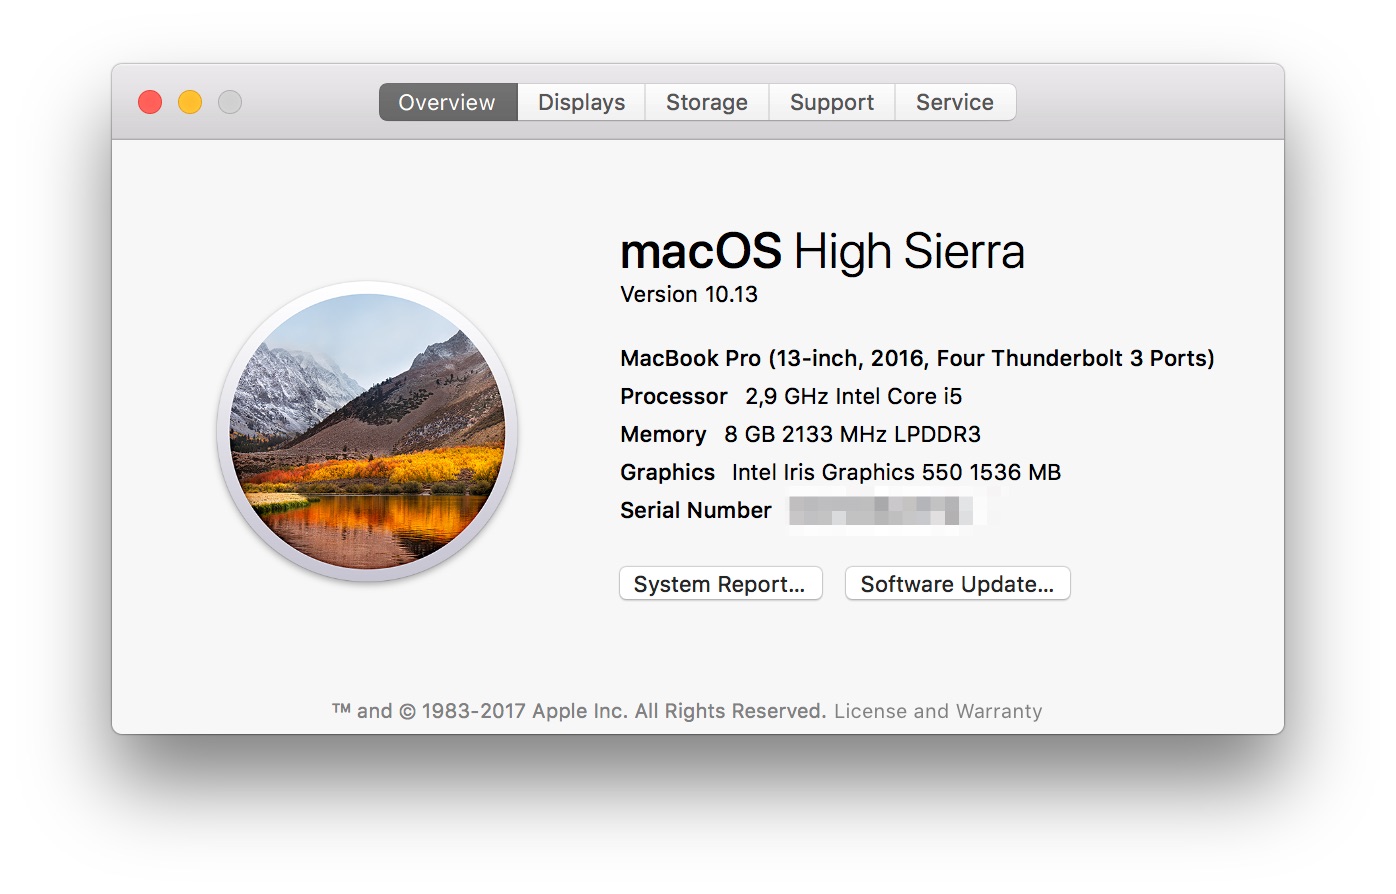 Overview Displays Storage Support Service
macOS High Sierra
Version 10.13
MacBook Pro (13-inch, 2016, Four Thunderbolt 3 Ports)
Processor 2,9 GHz Intel Core i5
Memory 8 GB 2133 MHz LPDDR3
Graphics Intel Iris Graphics 550 1536 MB
Serial Number
System Report... Software Update...
™ and © 1983-2017 Apple Inc. All Rights Reserved. License and Warranty